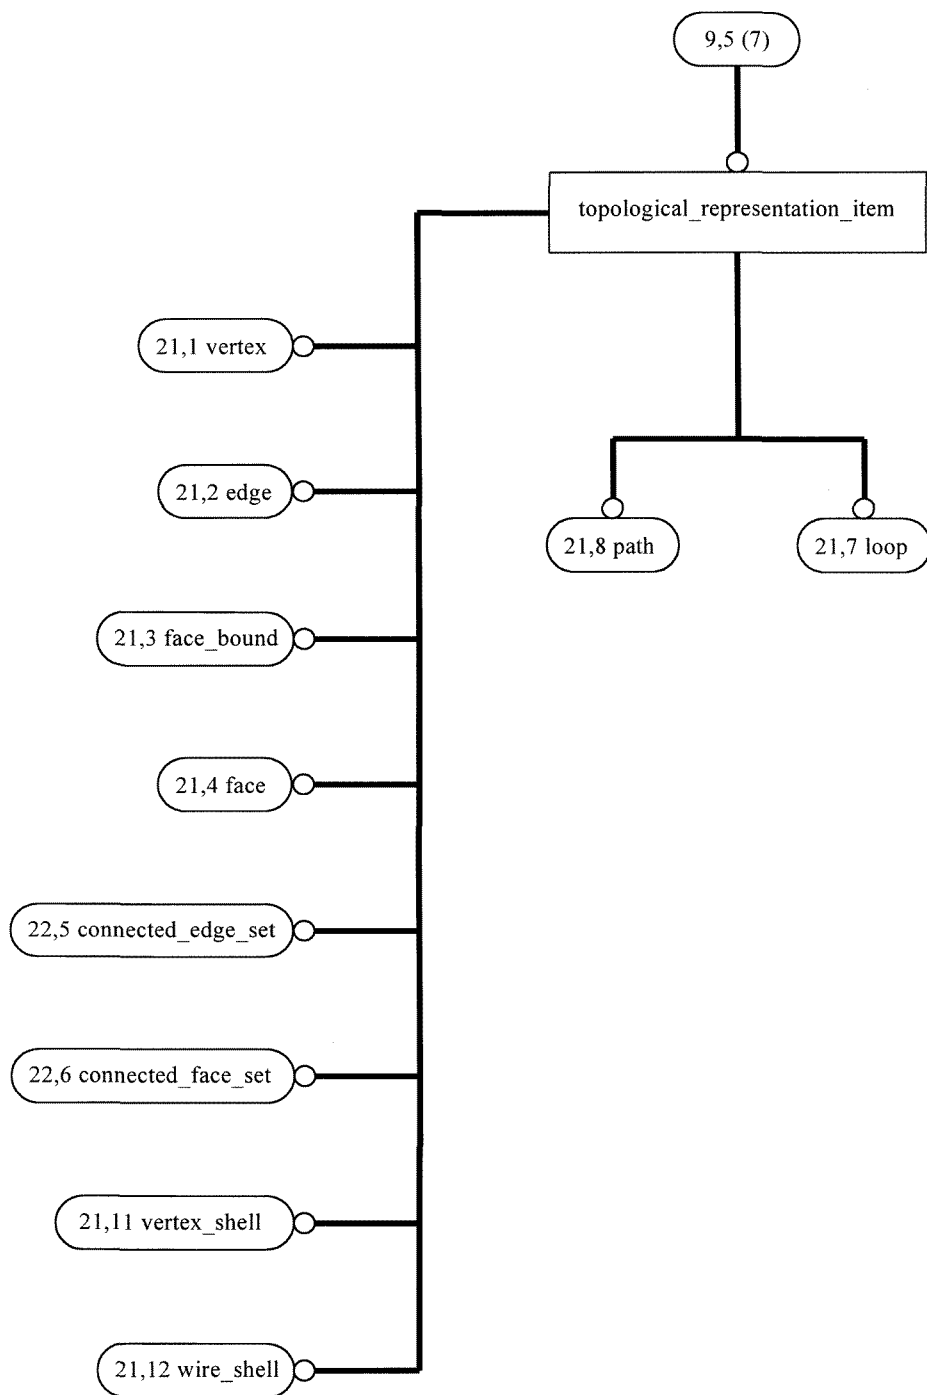 9,5 (7)
topological_representation_item
21,1 vertex
21,2 edge
21,8 path
21,7 loop
21,3 face_bound
21,4 face
22,5 connected_edge_set
22,6 connected_face_set
21,11 vertex_shell
21,12 wire_shell